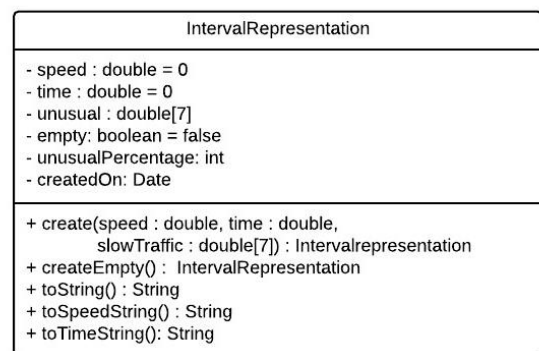 IntervalRepresentation
- speed : double = 0
- time : double = 0
- unusual : double[7]
- empty: boolean = false
- unusualPercentage: int
- createdOn: Date
+ create(speed : double, time : double,
slowTraffic : double[7]) : Intervalrepresentation
+ createEmpty() : IntervalRepresentation
+ toString() : String
+ toSpeedString() : String
+ toTimeString(): String